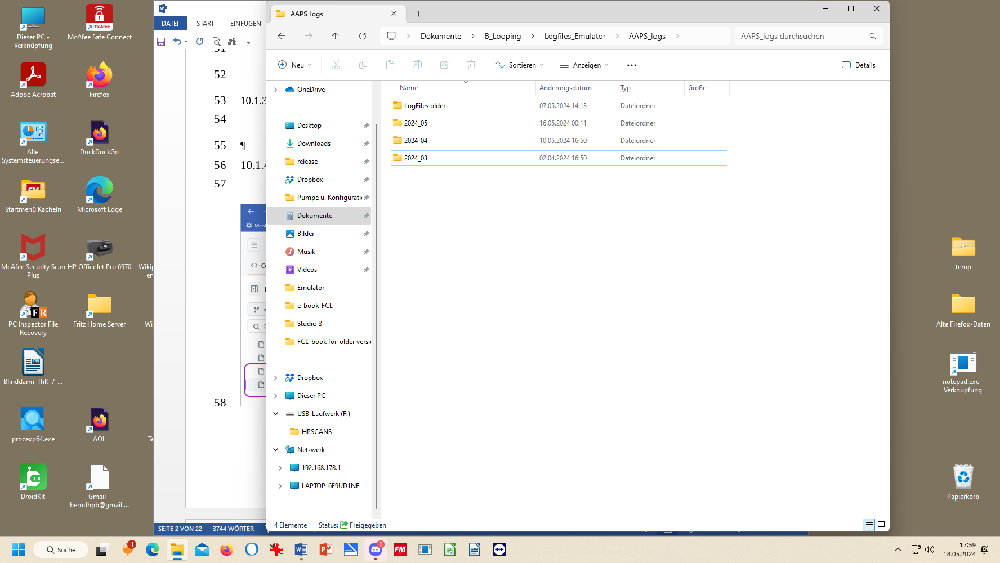 Dieser PC - Verknüpfung
McAfee Safe Connect
Adobe Acrobat
Firefox
Alle Systemsteuerungse...
DuckDuckGo
Startmenü Kacheln
Microsoft Edge
McAfee Security Scan Plus
HP OfficeJet Pro 6970
Wikip
en
PC Inspector File Recovery
Fritz Home Server
Wi
Blinddarm_ThK_7-...
procexp64.exe
AOL
Te
DroidKit
Gmail - berndhpb@gmail....
DATEI START EINFÜGEN
52
53 10.1.3
54
55 ¶
56 10.1.4
57
Meist
58
SEITE 2 VON 22 3744 WÖRTER
AAPS_logs
Dokumente B_Looping Logfiles_Emulator AAPS_logs
AAPS_logs durchsuchen
Neu Sortieren Anzeigen Details
OneDrive
Desktop
Downloads
release
Dropbox
Pumpe u. Konfigurati
Dokumente
Bilder
Musik
Videos
Emulator
e-book_FCL
Studie_3
FCL-book for_older versio
Dropbox
Dieser PC
USB-Laufwerk (F:)
HPSCANS
Netzwerk
192.168.178.1
LAPTOP-6E9UD1NE
Name Änderungsdatum Typ Größe
LogFiles older 07.05.2024 14:13 Dateiordner
2024_05 16.05.2024 00:11 Dateiordner
2024_04 10.05.2024 16:50 Dateiordner
2024_03 02.04.2024 16:50 Dateiordner
4 Elemente Status: Freigegeben
temp
Alte Firefox-Daten
notepad.exe - Verknüpfung
Papierkorb
Suche
1
1
FM
17:59
18.05.2024